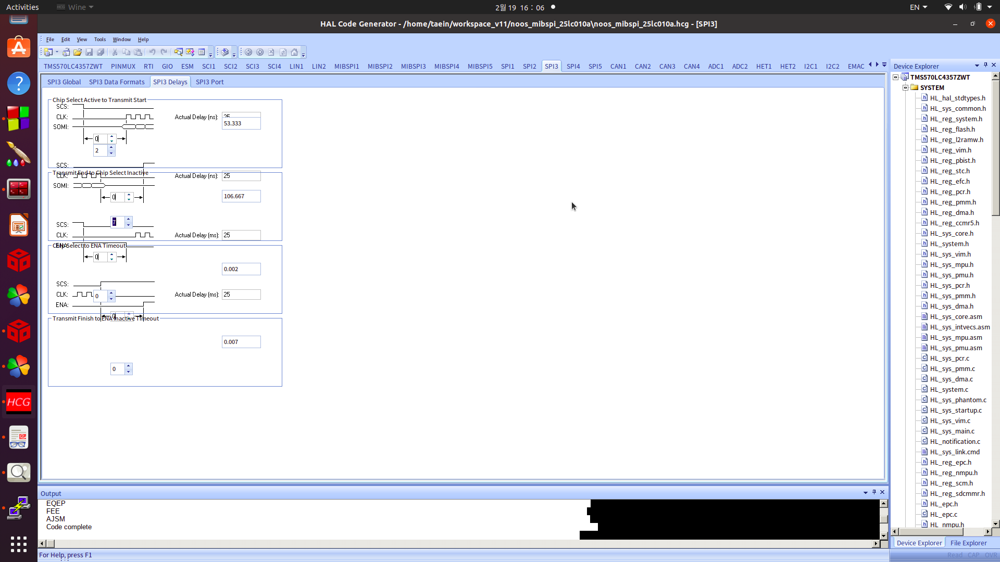 Activities
Wine
2월 19 16 : 06
EN
HAL Code Generator - /home/taein/workspace_v11/noos_mibspi_25lc010a\noos_mibspi_25lc010a.hcg - [SPI3]
File Edit View Tools Window Help
TMS570LC4357ZWT PINMUX RTI GIO ESM SCI1 SCI2 SCI3 SCI4 LIN1 LIN2 MIBSPI1 MIBSPI2 MIBSPI3 MIBSPI4 MIBSPI5 SPI1 SPI2 SPI3 SPI4 SPI5 CAN1 CAN2 CAN3 CAN4 ADC1 ADC2 HET1 HET2 I2C1 I2C2 EMAC
SPI3 Global SPI3 Data Formats SPI3 Delays SPI3 Port
Chip Select Active to Transmit Start
SCS:
CLK:
SOMI:
Actual Delay (ns): 25
53.333
0
2
SCS:
Transmit End to Chip Select Inactive
CLK:
Actual Delay (ns): 25
SOMI:
0
106.667
7
SCS:
CLK:
Actual Delay (ms): 25
ENA:
Chip Select to ENA Timeout
0
0.002
SCS:
CLK:
0
Actual Delay (ms): 25
ENA:
0
Transmit Finish to ENA Inactive Timeout
0.007
0
Output
EQEP
FEE
AJSM
Code complete
For Help, press F1
Device Explorer
TMS570LC4357ZWT
SYSTEM
HL_hal_stdtypes.h
HL_sys_common.h
HL_reg_system.h
HL_reg_flash.h
HL_reg_l2ramw.h
HL_reg_vim.h
HL_reg_pbist.h
HL_reg_stc.h
HL_reg_efc.h
HL_reg_pcr.h
HL_reg_pmm.h
HL_reg_dma.h
HL_reg_ccmr5.h
HL_sys_core.h
HL_system.h
HL_sys_vim.h
HL_sys_mpu.h
HL_sys_pmu.h
HL_sys_pcr.h
HL_sys_pmm.h
HL_sys_dma.h
HL_sys_core.asm
HL_sys_intvecs.asm
HL_sys_mpu.asm
HL_sys_pmu.asm
HL_sys_pcr.c
HL_sys_pmm.c
HL_sys_dma.c
HL_system.c
HL_sys_phantom.c
HL_sys_startup.c
HL_sys_vim.c
HL_sys_main.c
HL_notification.c
HL_sys_link.cmd
HL_reg_epc.h
HL_reg_nmpu.h
HL_reg_scm.h
HL_reg_sdcmmr.h
HL_epc.h
HL_epc.c
HL_nmpu.h
Device Explorer File Explorer
Read CAP OVR
HCG